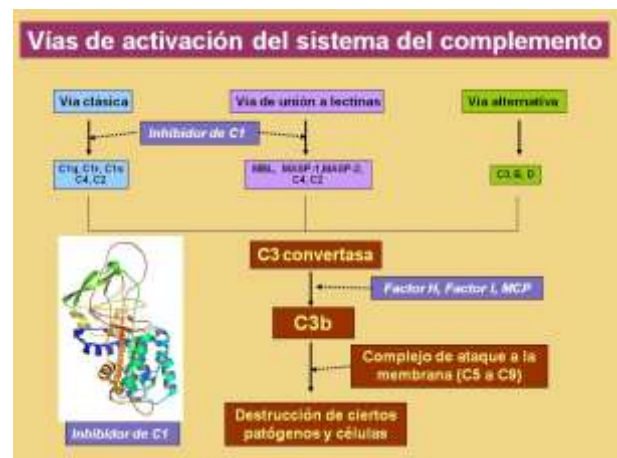 Vías de activación del sistema del complemento
Vía clásica
Vía de unión a lectinas
Vía alternativa
Inhibidor de C1
C1q, C1r, C1s
C4, C2
MBL, MASP-1, MASP-2,
C4, C2
C3, B, D
C3 convertasa
Factor H, Factor I, MCP
C3b
Complejo de ataque a la
membrana (C5 a C9)
Destrucción de ciertos
patógenos y células
Inhibidor de C1